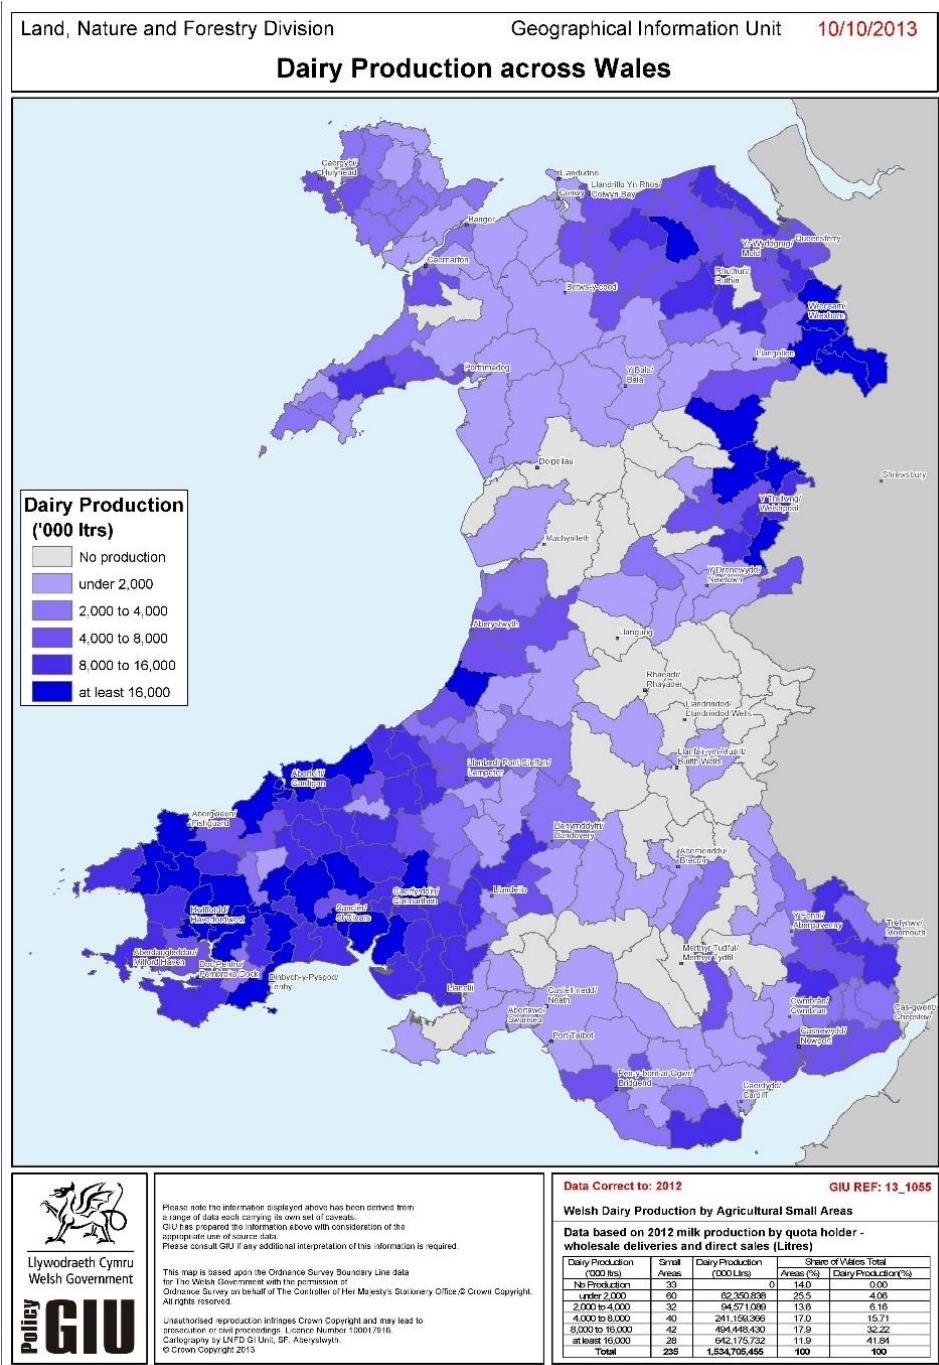 Land, Nature and Forestry Division
Geographical Information Unit
10/10/2013
Dairy Production across Wales
Caergybi/
Holyhead
Llandudno
Conwy
Llandrillo Yn Rhos/
Colwyn Bay
Bangor
Yr Wyddgrug/
Mold
Queensferry
Caernarfon
Rhuthun/
Ruthin
Betws-y-coed
Wrecsam/
Wrexham
Llangollen
Porthmadog
Y Bala/
Bala
Dolgellau
Shrewsbury
Y Trallwng/
Welshpool
Machynlleth
Y Drenewydd/
Newtown
Aberystwyth
Llangurig
Rhaeadr/
Rhayader
Llandrindod/
Llandrindod Wells
Llanfair-ym-Muallt/
Builth Wells
Llanbedr Pont Steffan/
Lampeter
Aberteifi/
Cardigan
Abergwaun/
Fishguard
Llanymddyfri/
Llandovery
Aberhonddu/
Brecon
Llandeilo
Caerfyrddin/
Carmarthen
Sanclêr/
St Clears
Hwlffordd/
Haverfordwest
Y Fenni/
Abergavenny
Trefynwy/
Monmouth
Aberdaugleddau/
Milford Haven
Doc Penfro/
Pembroke Dock
Dinbych-y-Pysgod/
Tenby
Merthyr Tudful/
Merthyr Tydfil
Llanelli
Castell-nedd/
Neath
Abertawe/
Swansea
Cwmbrân/
Cwmbran
Cas-gwent/
Chepstow
Casnewydd/
Newport
Port Talbot
Pen-y-bont ar Ogwr/
Bridgend
Caerdydd/
Cardiff
Dairy Production
('000 ltrs)
No production
under 2,000
2,000 to 4,000
4,000 to 8,000
8,000 to 16,000
at least 16,000
Llywodraeth Cymru
Welsh Government
Policy
GIU
Please note the information displayed above has been derived from
a range of data each carrying its own set of caveats.
GIU has prepared the information above with consideration of the
appropriate use of source data.
Please consult GIU if any additional interpretation of this information is required.
This map is based upon the Ordnance Survey Boundary Line data
for The Welsh Government with the permission of
Ordnance Survey on behalf of The Controller of Her Majesty's Stationery Office,© Crown Copyright.
All rights reserved.
Unauthorised reproduction infringes Crown Copyright and may lead to
prosecution or civil proceedings. Licence Number 100017916.
Cartography by LNFD GI Unit, SF, Aberystwyth.
© Crown Copyright 2013
Data Correct to: 2012
GIU REF: 13_1055
Welsh Dairy Production by Agricultural Small Areas
Data based on 2012 milk production by quota holder -
wholesale deliveries and direct sales (Litres)
Dairy Production Small Dairy Production Share of Wales Total
('000 ltrs) Areas ('000 Ltrs) Areas (%) Dairy Production(%)
No Production 33 0 14.0 0.00
under 2,000 60 62,350,838 25.5 4.06
2,000 to 4,000 32 94,571,089 13.6 6.16
4,000 to 8,000 40 241,159,366 17.0 15.71
8,000 to 16,000 42 494,448,430 17.9 32.22
at least 16,000 28 642,175,732 11.9 41.84
Total 235 1,534,705,455 100 100